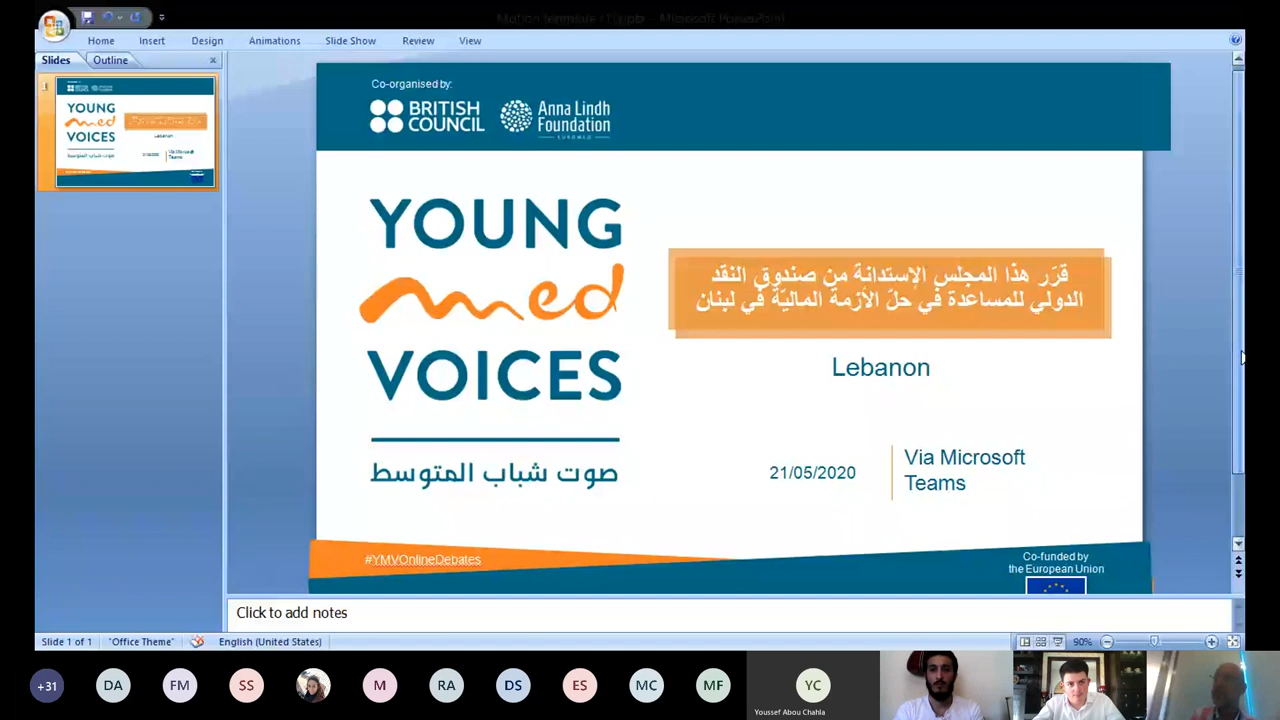 Home Insert Design Animations Slide Show Review View
Slides Outline
Co-organised by:
BRITISH
COUNCIL
Anna Lindh
Foundation
YOUNG
med
VOICES
صوت شباب المتوسط
قرّر هذا المجلس الإستدانة من صندوق النقد
الدولي للمساعدة في حلّ الأزمة الماليّة في لبنان
Lebanon
21/05/2020
Via Microsoft
Teams
#YMVOnlineDebates
Co-funded by
the European Union
Click to add notes
Slide 1 of 1 "Office Theme" English (United States) 90%
+31 DA FM SS M RA DS ES MC MF YC
Youssef Abou Chahla